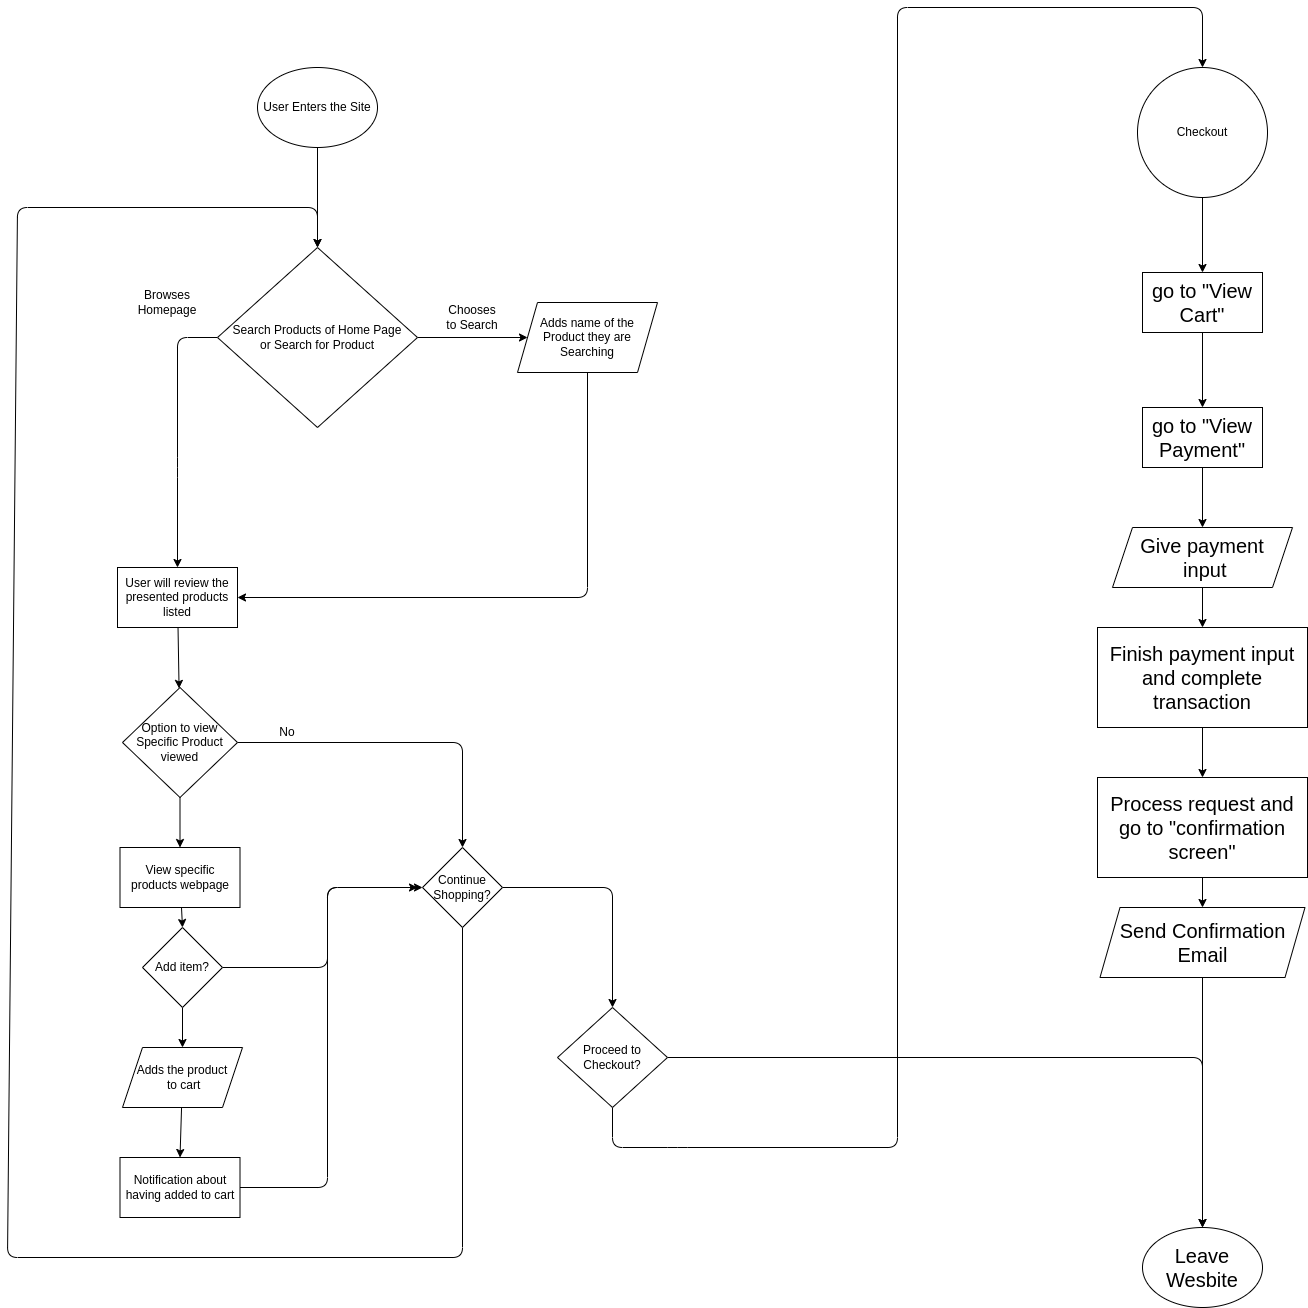 User Enters the Site
Browses
Homepage
Search Products of Home Page
or Search for Product
Chooses
to Search
Adds name of the
Product they are
Searching
User will review the
presented products
listed
Option to view
Specific Product
viewed
No
View specific
products webpage
Add item?
Adds the product
to cart
Notification about
having added to cart
Continue
Shopping?
Proceed to
Checkout?
Checkout
go to "View
Cart"
go to "View
Payment"
Give payment
input
Finish payment input
and complete
transaction
Process request and
go to "confirmation
screen"
Send Confirmation
Email
Leave
Wesbite